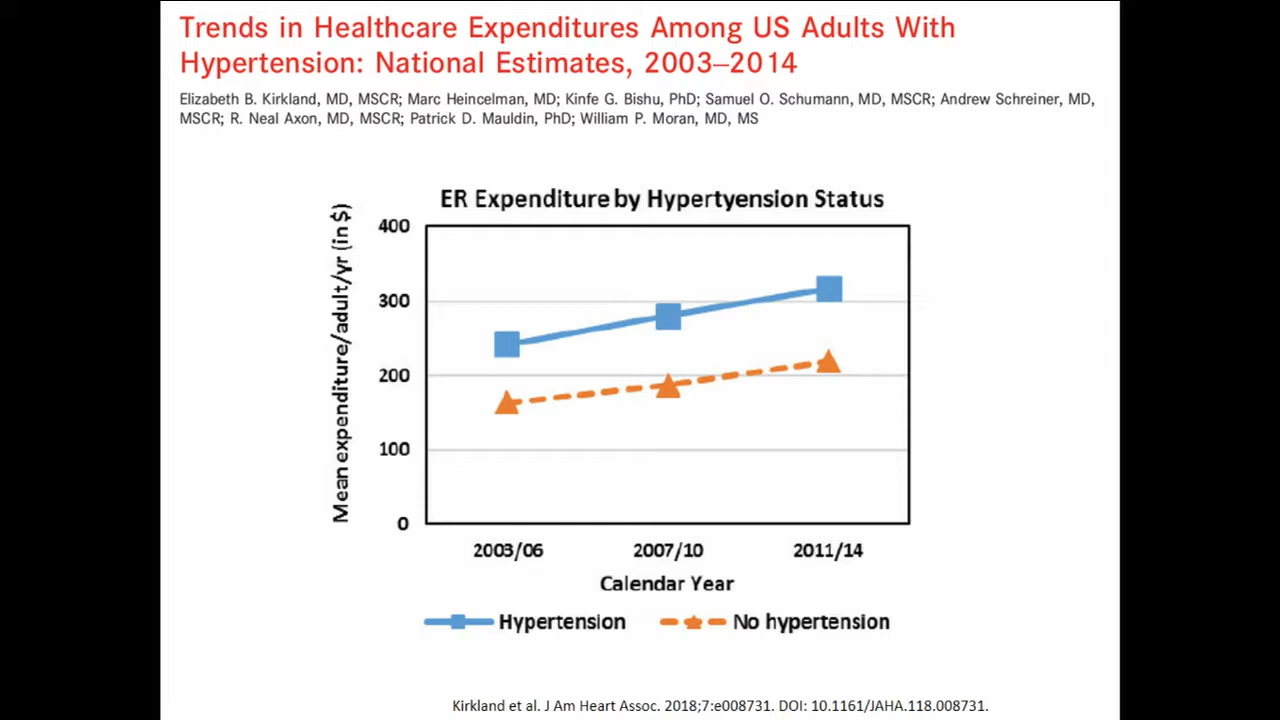 Trends in Healthcare Expenditures Among US Adults With
Hypertension: National Estimates, 2003–2014
Elizabeth B. Kirkland, MD, MSCR; Marc Heincelman, MD; Kinfe G. Bishu, PhD; Samuel O. Schumann, MD, MSCR; Andrew Schreiner, MD,
MSCR; R. Neal Axon, MD, MSCR; Patrick D. Mauldin, PhD; William P. Moran, MD, MS
ER Expenditure by Hypertyension Status
Mean expenditure/adult/yr (in $)
400
300
200
100
0
2003/06 2007/10 2011/14
Calendar Year
Hypertension No hypertension
Kirkland et al. J Am Heart Assoc. 2018;7:e008731. DOI: 10.1161/JAHA.118.008731.